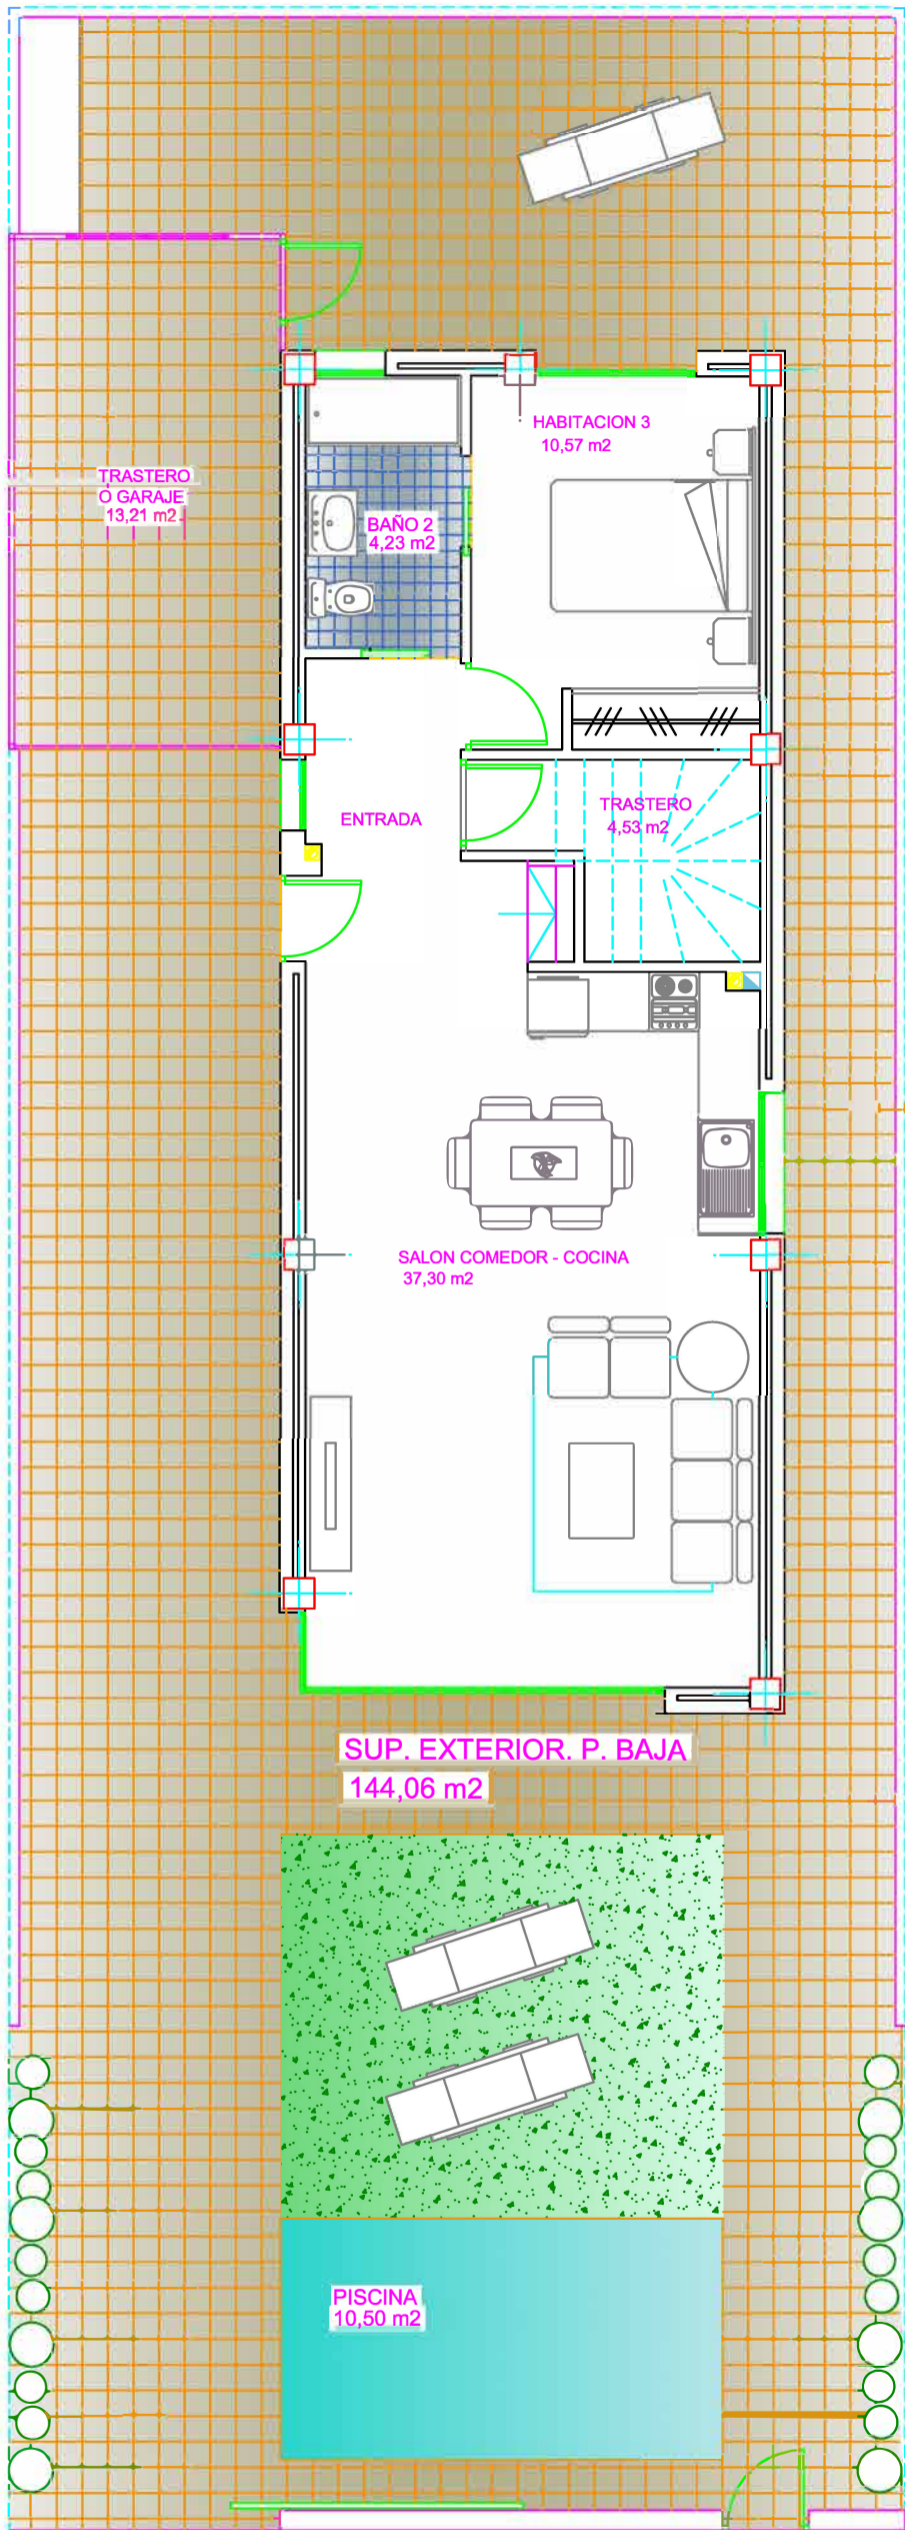 HABITACION 3
10,57 m2
TRASTERO
O GARAJE
13,21 m2
BAÑO 2
4,23 m2
TRASTERO
4,53 m2
ENTRADA
SALON COMEDOR - COCINA
37,30 m2
SUP. EXTERIOR. P. BAJA
144,06 m2
PISCINA
10,50 m2